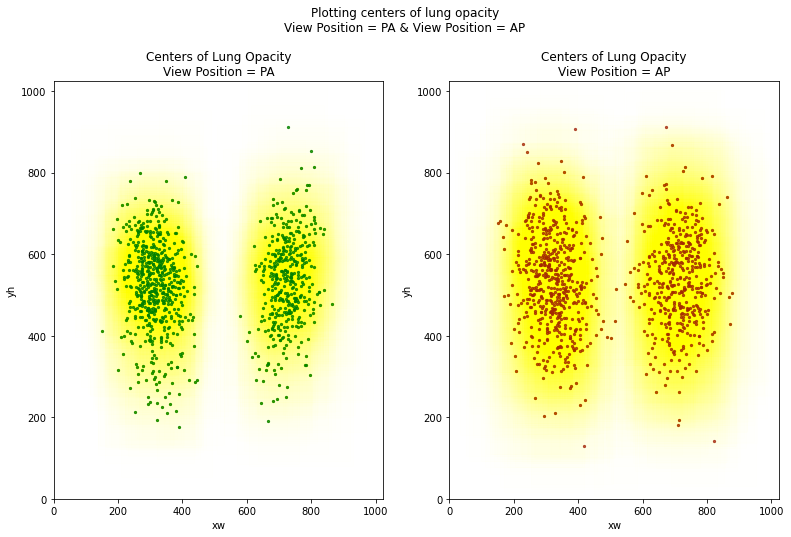 Plotting centers of lung opacity
View Position = PA & View Position = AP
Centers of Lung Opacity
View Position = PA
1000
800
600
400
200
0
yh
0 200 400 600 800 1000
xw
Centers of Lung Opacity
View Position = AP
1000
800
600
400
200
0
yh
0 200 400 600 800 1000
xw